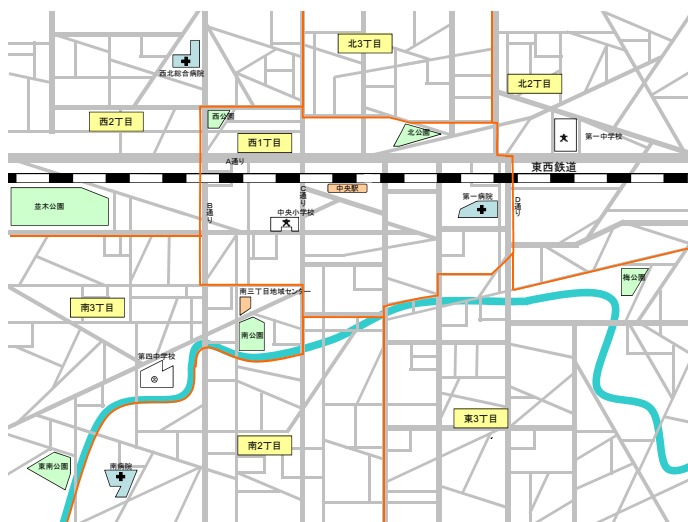 北3丁目
西北総合病院
北2丁目
西2丁目
西公園
西1丁目
北公園
第一中学校
A通り
東西鉄道
並木公園
B通り
C通り
中央駅
中央小学校
第一病院
D通り
梅公園
南三丁目地域センター
南3丁目
南公園
第四中学校
東3丁目
南2丁目
東南公園
南病院